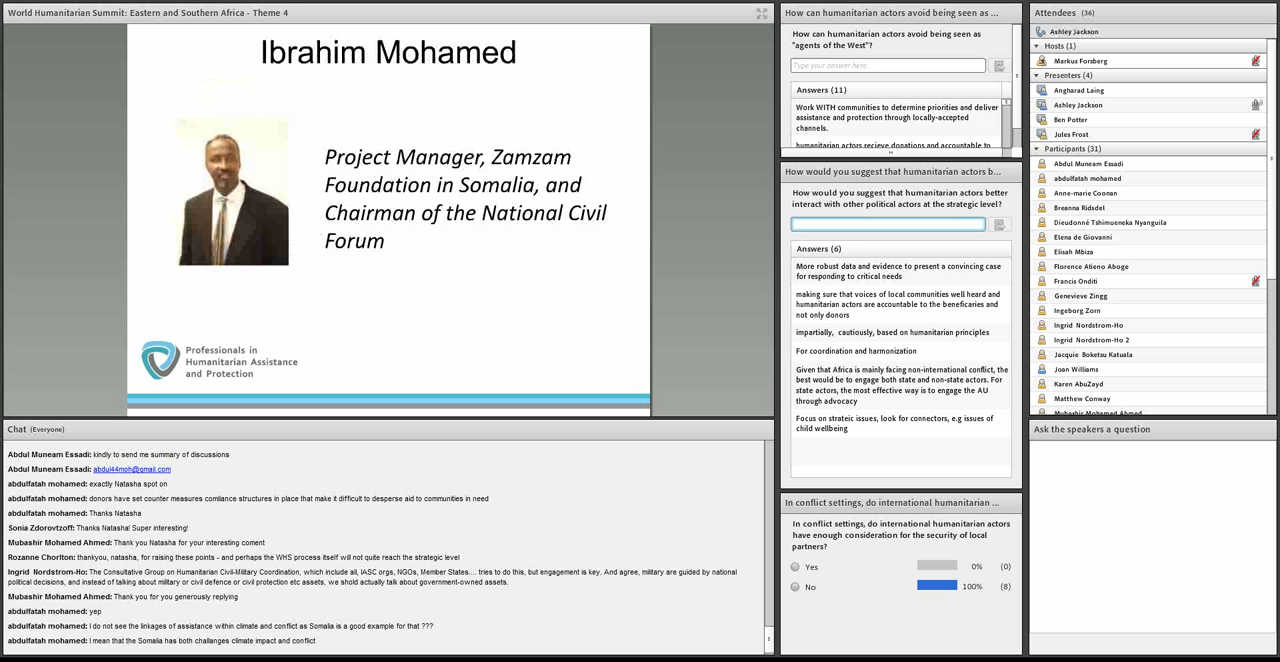 World Humanitarian Summit: Eastern and Southern Africa - Theme 4
Ibrahim Mohamed
Project Manager, Zamzam
Foundation in Somalia, and
Chairman of the National Civil
Forum
Professionals in
Humanitarian Assistance
and Protection
Chat (Everyone)
Abdul Muneam Essadi: kindly to send me summary of discussions
Abdul Muneam Essadi: abdul44moh@gmail.com
abdulfatah mohamed: exactly Natasha spot on
abdulfatah mohamed: donors have set counter measures comliance structures in place that make it difficult to desperse aid to communities in need
abdulfatah mohamed: Thanks Natasha
Sonia Zdorovtzoff: Thanks Natasha! Super interesting!
Mubashir Mohamed Ahmed: Thank you Natasha for your interesting coment
Rozanne Chorlton: thankyou, natasha, for raising these points - and perhaps the WHS process itself will not quite reach the strategic level
Ingrid Nordstrom-Ho: The Consultative Group on Humanitarian Civil-Military Coordination, which include all, IASC orgs, NGOs, Member States.... tries to do this, but engagement is key. And agree, military are guided by national
political decisions, and instead of talking about military or civil defence or civil protection etc assets, we shold actually talk about government-owned assets.
Mubashir Mohamed Ahmed: Thank you for you generously replying
abdulfatah mohamed: yep
abdulfatah mohamed: I do not see the linkages of assistance within climate and conflict as Somalia is a good example for that ???
abdulfatah mohamed: I mean that the Somalia has both challanges climate impact and conflict
How can humanitarian actors avoid being seen as ...
How can humanitarian actors avoid being seen as
"agents of the West"?
Type your answer here.
Answers (11)
Work WITH communities to determine priorities and deliver
assistance and protection through locally-accepted
channels.
humanitarian actors recieve donations and accountable to
How would you suggest that humanitarian actors b...
How would you suggest that humanitarian actors better
interact with other political actors at the strategic level?
Answers (6)
More robust data and evidence to present a convincing case
for responding to critical needs
making sure that voices of local communities well heard and
humanitarian actors are accountable to the beneficaries and
not only donors
impartially, cautiously, based on humanitarian principles
For coordination and harmonization
Given that Africa is mainly facing non-international conflict, the
best would be to engage both state and non-state actors. For
state actors, the most effective way is to engage the AU
through advocacy
Focus on strateic issues, look for connectors, e.g issues of
child wellbeing
In conflict settings, do international humanitarian ...
In conflict settings, do international humanitarian actors
have enough consideration for the security of local
partners?
Yes 0% (0)
No 100% (8)
Attendees (36)
Ashley Jackson
Hosts (1)
Markus Forsberg
Presenters (4)
Angharad Laing
Ashley Jackson
Ben Potter
Jules Frost
Participants (31)
Abdul Muneam Essadi
abdulfatah mohamed
Anne-marie Coonan
Breanna Ridsdel
Dieudonné Tshimueneka Nyanguila
Elena de Giovanni
Elisah Mbiza
Florence Atieno Aboge
Francis Onditi
Genevieve Zingg
Ingeborg Zorn
Ingrid Nordstrom-Ho
Ingrid Nordstrom-Ho 2
Jacquie Boketsu Katuala
Joan Williams
Karen AbuZayd
Matthew Conway
Mubashir Mohamed Ahmed
Ask the speakers a question